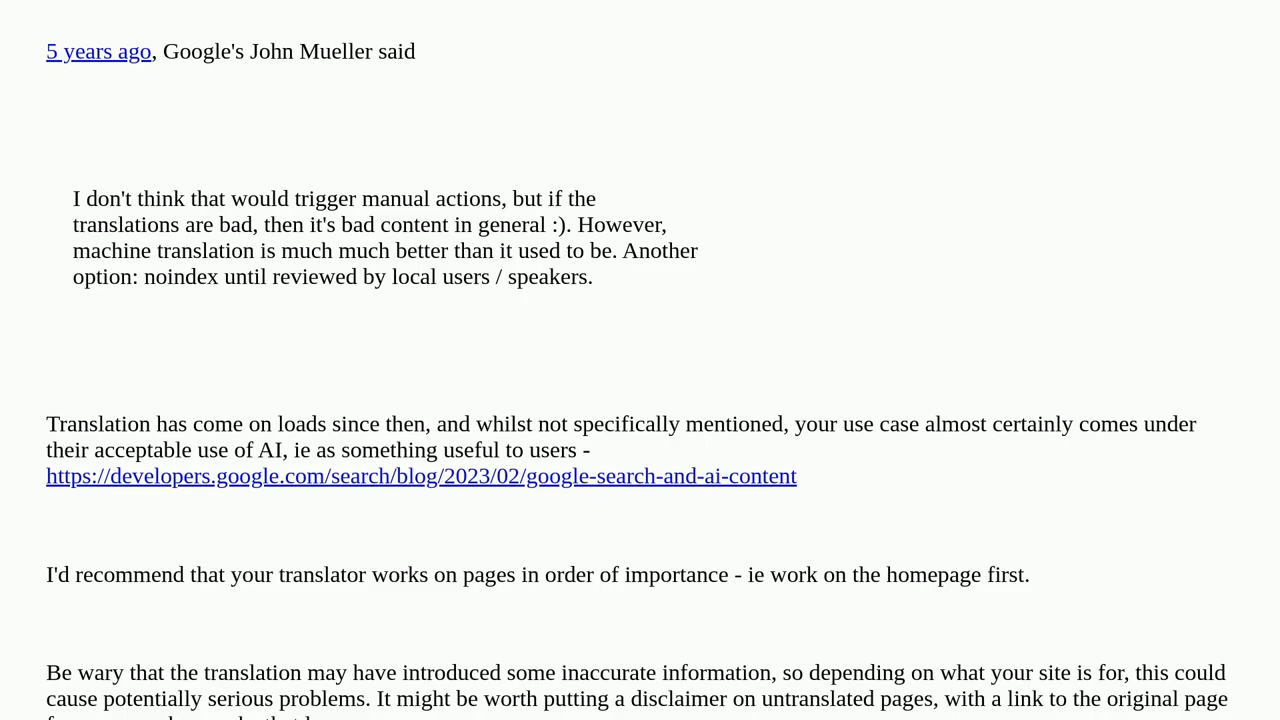 5 years ago, Google's John Mueller said
I don't think that would trigger manual actions, but if the
translations are bad, then it's bad content in general :). However,
machine translation is much much better than it used to be. Another
option: noindex until reviewed by local users / speakers.
Translation has come on loads since then, and whilst not specifically mentioned, your use case almost certainly comes under
their acceptable use of AI, ie as something useful to users -
https://developers.google.com/search/blog/2023/02/google-search-and-ai-content
I'd recommend that your translator works on pages in order of importance - ie work on the homepage first.
Be wary that the translation may have introduced some inaccurate information, so depending on what your site is for, this could
cause potentially serious problems. It might be worth putting a disclaimer on untranslated pages, with a link to the original page